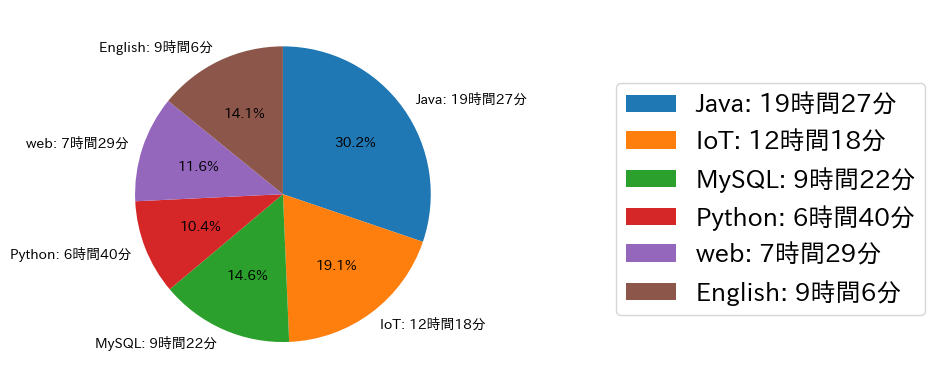 English: 9時間6分
Java: 19時間27分
14.1%
30.2%
web: 7時間29分
11.6%
10.4%
Python: 6時間40分
19.1%
14.6%
IoT: 12時間18分
MySQL: 9時間22分
Java: 19時間27分
IoT: 12時間18分
MySQL: 9時間22分
Python: 6時間40分
web: 7時間29分
English: 9時間6分